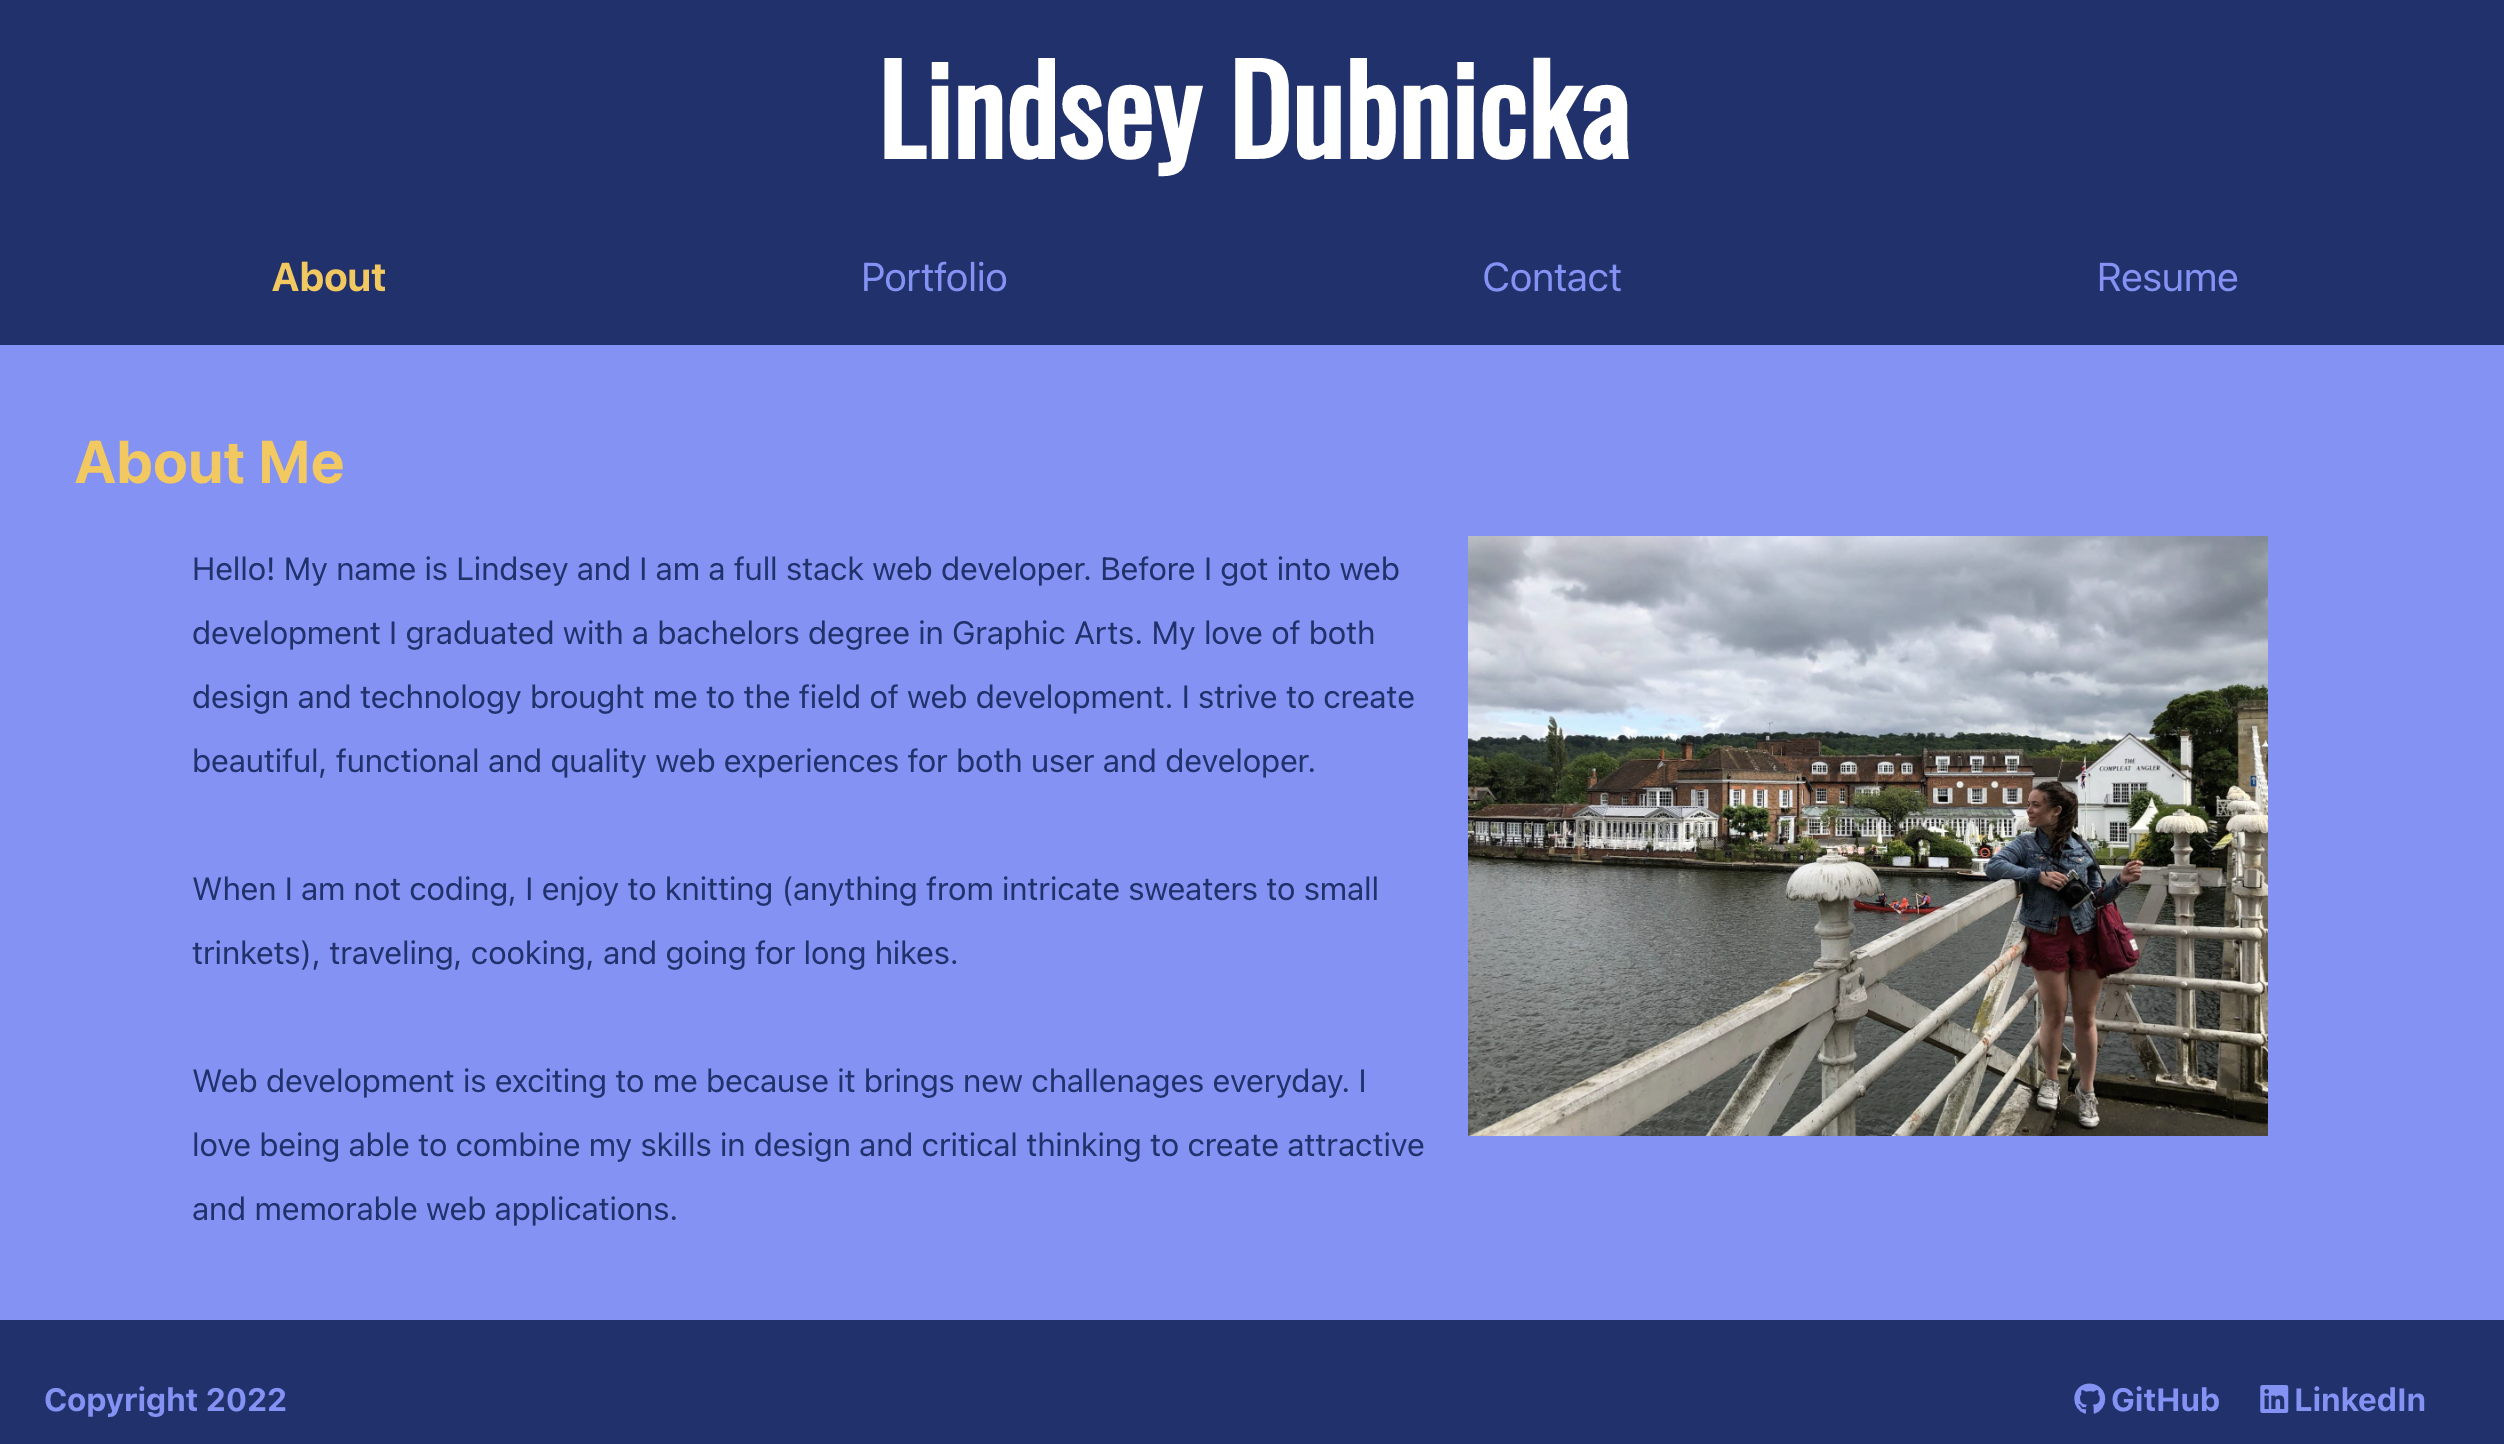 Lindsey Dubnicka
About
Portfolio
Contact
Resume
About Me
Hello! My name is Lindsey and I am a full stack web developer. Before I got into web
development I graduated with a bachelors degree in Graphic Arts. My love of both
design and technology brought me to the field of web development. I strive to create
beautiful, functional and quality web experiences for both user and developer.
When I am not coding, I enjoy to knitting (anything from intricate sweaters to small
trinkets), traveling, cooking, and going for long hikes.
Web development is exciting to me because it brings new challenages everyday. I
love being able to combine my skills in design and critical thinking to create attractive
and memorable web applications.
THE
COMPLEAT ANGLER
Copyright 2022
GitHub
LinkedIn